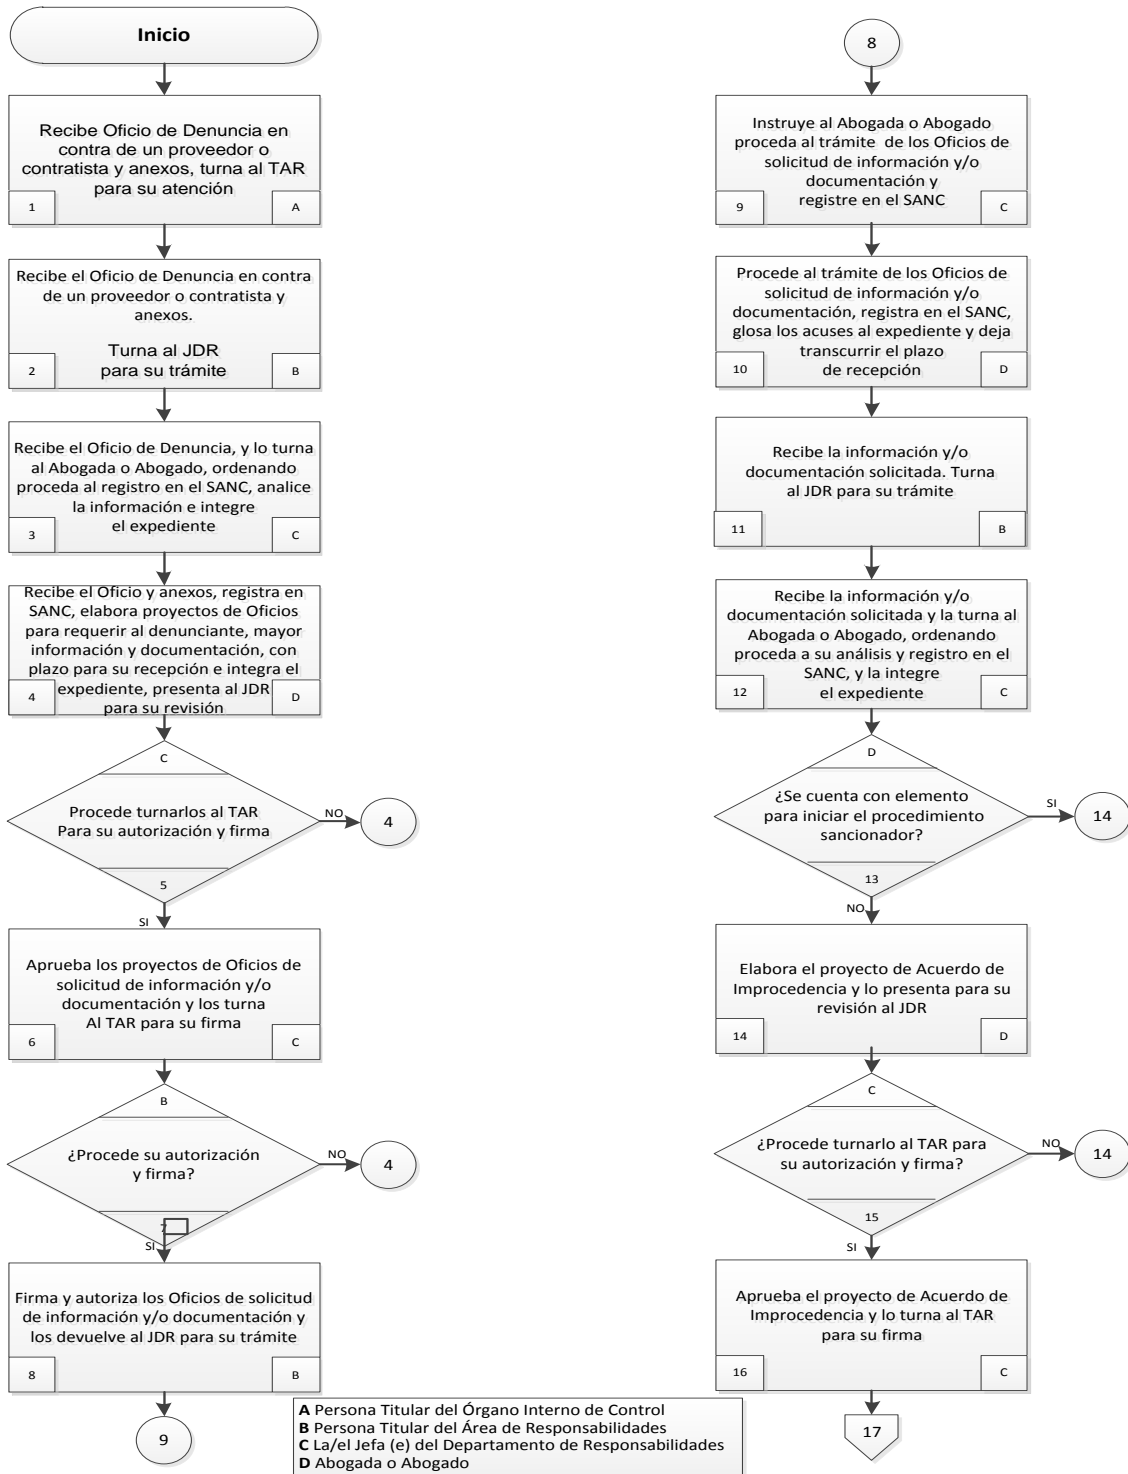 Inicio
Recibe Oficio de Denuncia en
contra de un proveedor o
contratista y anexos, turna al TAR
para su atención
1
A
Recibe el Oficio de Denuncia en contra
de un proveedor o contratista y
anexos.
Turna al JDR
para su trámite
2
B
Recibe el Oficio de Denuncia, y lo turna
al Abogada o Abogado, ordenando
proceda al registro en el SANC, analice
la información e integre
el expediente
3
C
Recibe el Oficio y anexos, registra en
SANC, elabora proyectos de Oficios
para requerir al denunciante, mayor
información y documentación, con
plazo para su recepción e integra el
expediente, presenta al JDR
para su revisión
4
D
C
Procede turnarlos al TAR
Para su autorización y firma
5
NO
4
SI
Aprueba los proyectos de Oficios de
solicitud de información y/o
documentación y los turna
Al TAR para su firma
6
C
B
¿Procede su autorización
y firma?
7
NO
4
SI
Firma y autoriza los Oficios de solicitud
de información y/o documentación y
los devuelve al JDR para su trámite
8
B
9
8
Instruye al Abogada o Abogado
proceda al trámite de los Oficios de
solicitud de información y/o
documentación y
registre en el SANC
9
C
Procede al trámite de los Oficios de
solicitud de información y/o
documentación, registra en el SANC,
glosa los acuses al expediente y deja
transcurrir el plazo
de recepción
10
D
Recibe la información y/o
documentación solicitada. Turna
al JDR para su trámite
11
B
Recibe la información y/o
documentación solicitada y la turna al
Abogada o Abogado, ordenando
proceda a su análisis y registro en el
SANC, y la integre
el expediente
12
C
D
¿Se cuenta con elemento
para iniciar el procedimiento
sancionador?
13
SI
14
NO
Elabora el proyecto de Acuerdo de
Improcedencia y lo presenta para su
revisión al JDR
14
D
C
¿Procede turnarlo al TAR para
su autorización y firma?
15
NO
14
SI
Aprueba el proyecto de Acuerdo de
Improcedencia y lo turna al TAR
para su firma
16
C
17
A Persona Titular del Órgano Interno de Control
B Persona Titular del Área de Responsabilidades
C La/el Jefa (e) del Departamento de Responsabilidades
D Abogada o Abogado